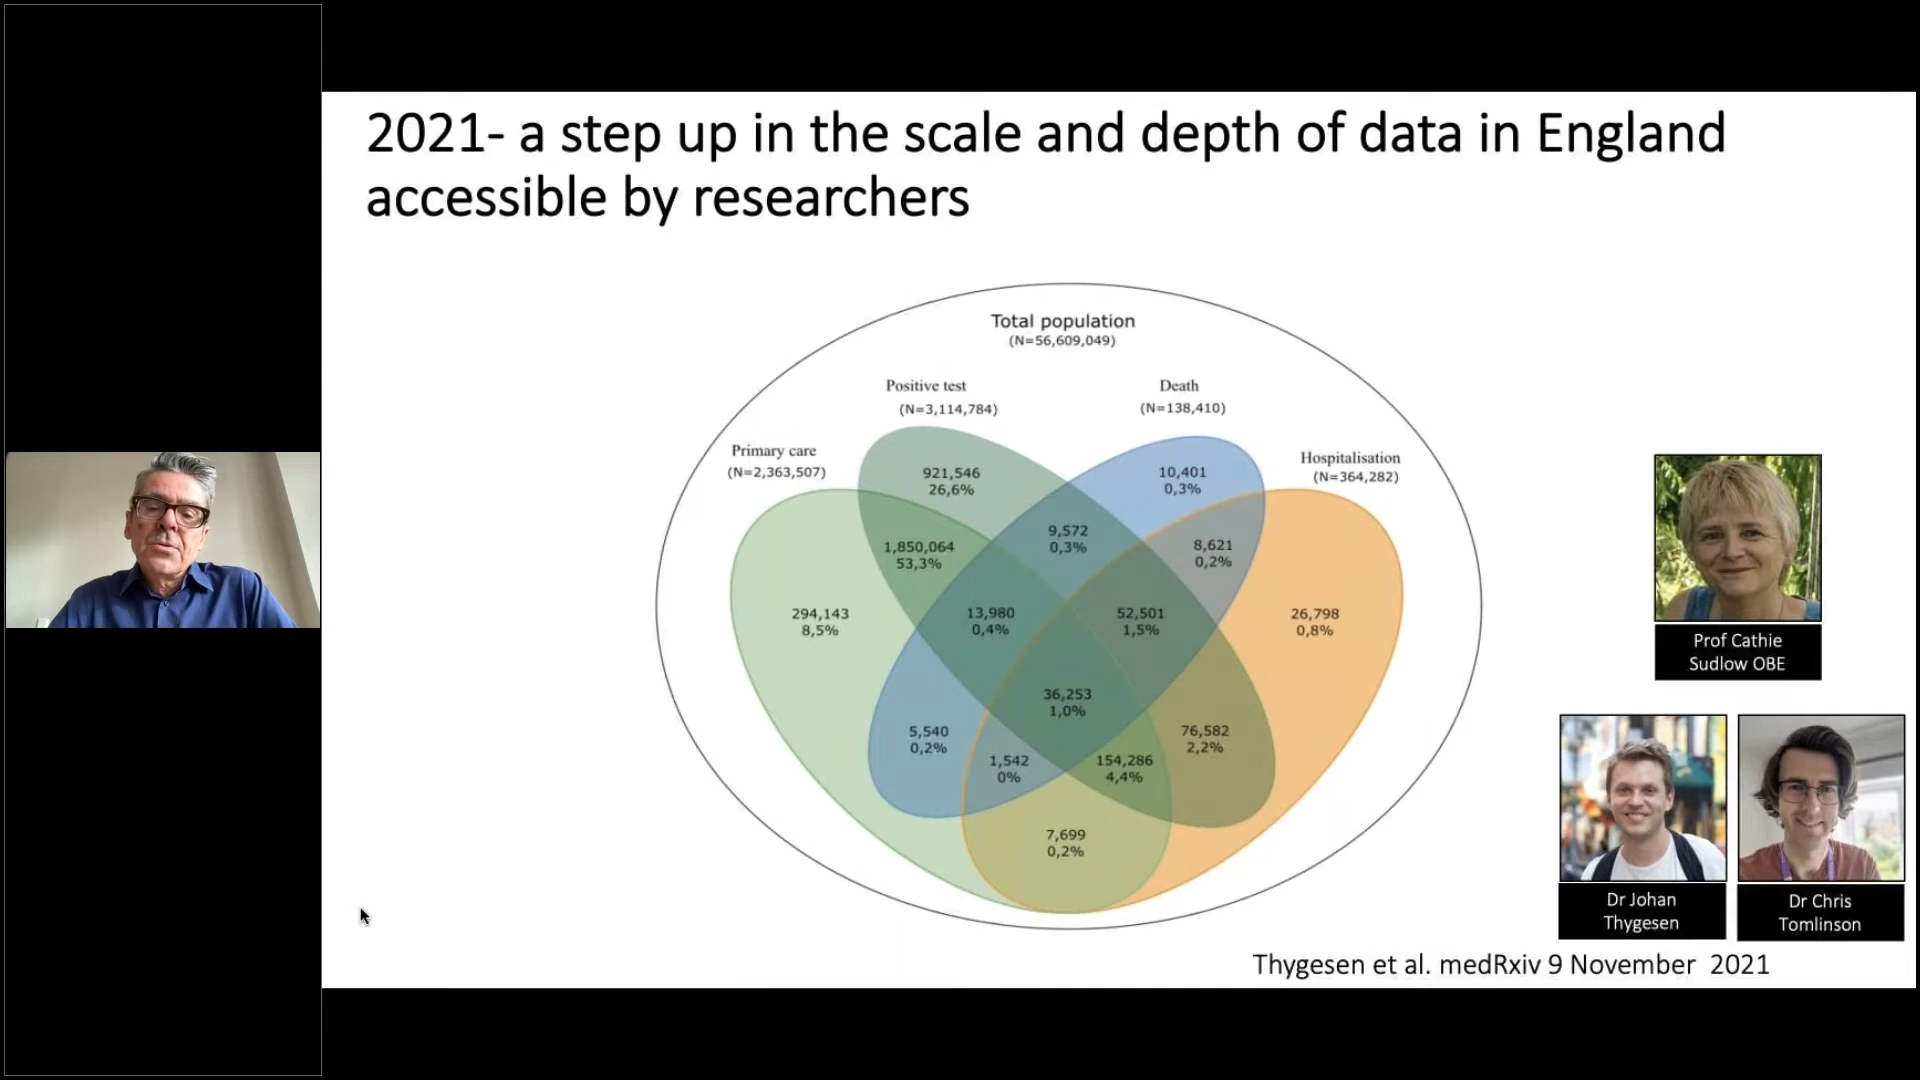 2021- a step up in the scale and depth of data in England
accessible by researchers
Total population
(N=56,609,049)
Positive test
(N=3,114,784)
Death
(N=138,410)
Primary care
(N=2,363,507)
Hospitalisation
(N=364,282)
921,546
26,6%
10,401
0,3%
9,572
0,3%
1,850,064
53,3%
8,621
0,2%
294,143
8,5%
13,980
0,4%
52,501
1,5%
26,798
0,8%
36,253
1,0%
5,540
0,2%
1,542
0%
154,286
4,4%
76,582
2,2%
7,699
0,2%
Prof Cathie
Sudlow OBE
Dr Johan
Thygesen
Dr Chris
Tomlinson
Thygesen et al. medRxiv 9 November 2021